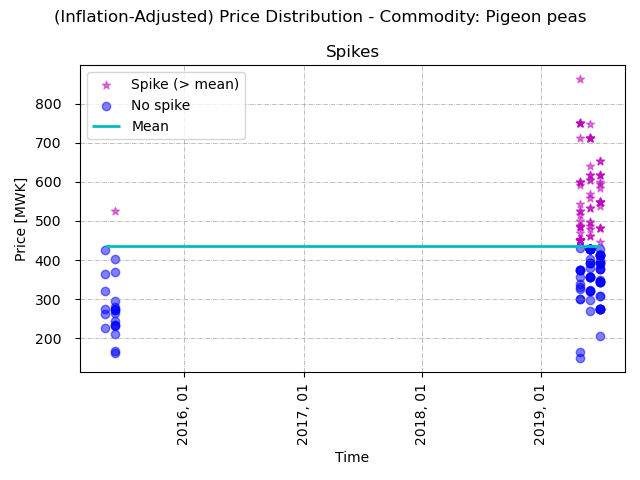 (Inflation-Adjusted) Price Distribution - Commodity: Pigeon peas
Spikes
Spike (> mean)
No spike
Mean
Price [MWK]
800
700
600
500
400
300
200
2016, 01
2017, 01
2018, 01
2019, 01
Time